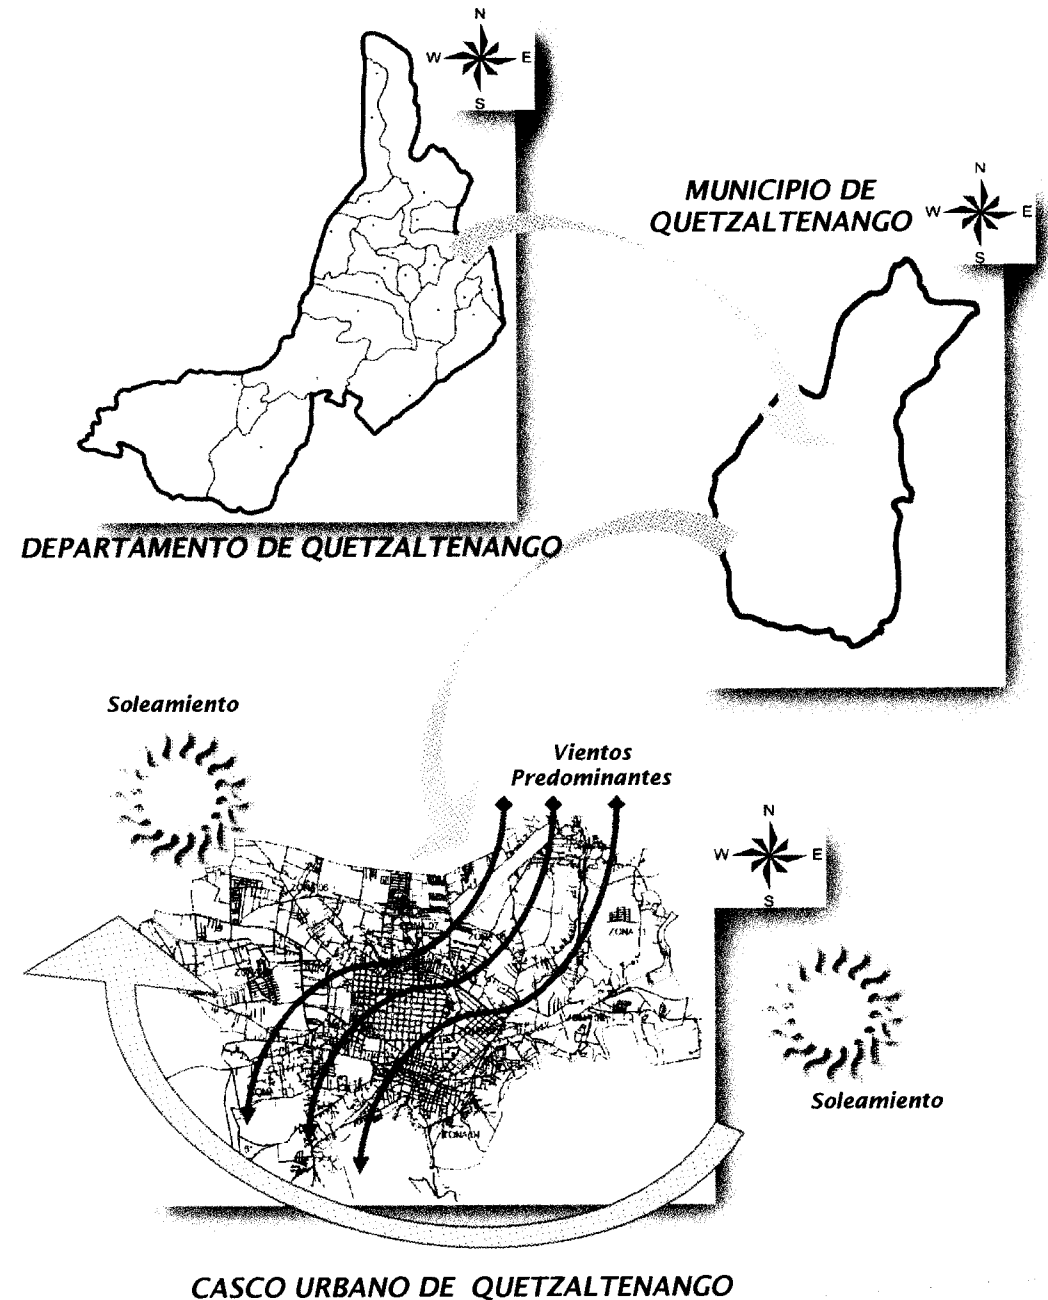 N
W E
S
MUNICIPIO DE
QUETZALTENANGO
N
W E
S
DEPARTAMENTO DE QUETZALTENANGO
Soleamiento
Vientos
Predominantes
N
W E
S
ZONA 11
Soleamiento
CASCO URBANO DE QUETZALTENANGO